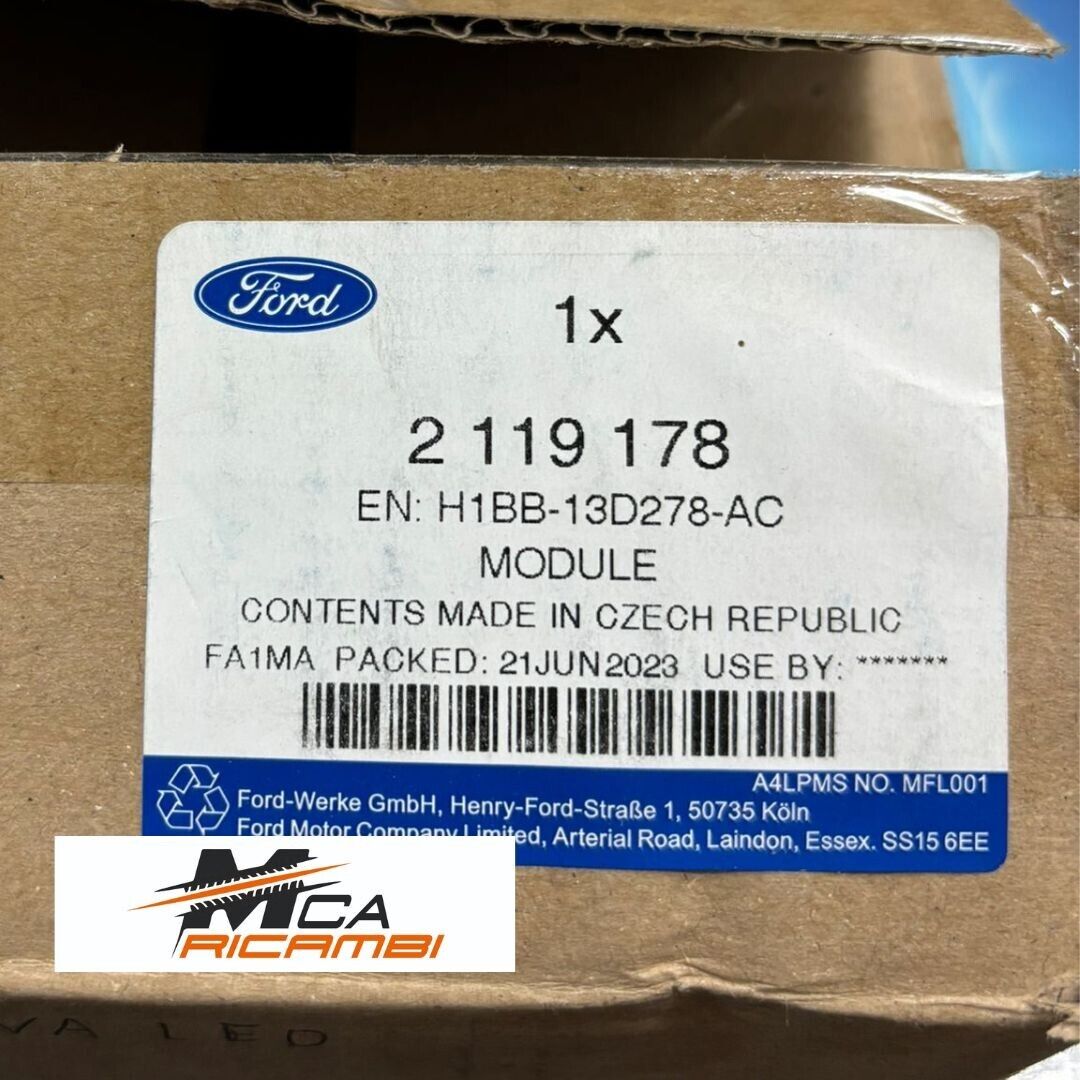 Ford
1x
2 119 178
EN: H1BB-13D278-AC
MODULE
CONTENTS MADE IN CZECH REPUBLIC
FA1MA PACKED: 21JUN2023 USE BY: *******
A4LPMS NO. MFL001
Ford-Werke GmbH, Henry-Ford-Straße 1, 50735 Köln
Ford Motor Company Limited, Arterial Road, Laindon, Essex. SS15 6EE
MCA
RICAMBI
LED